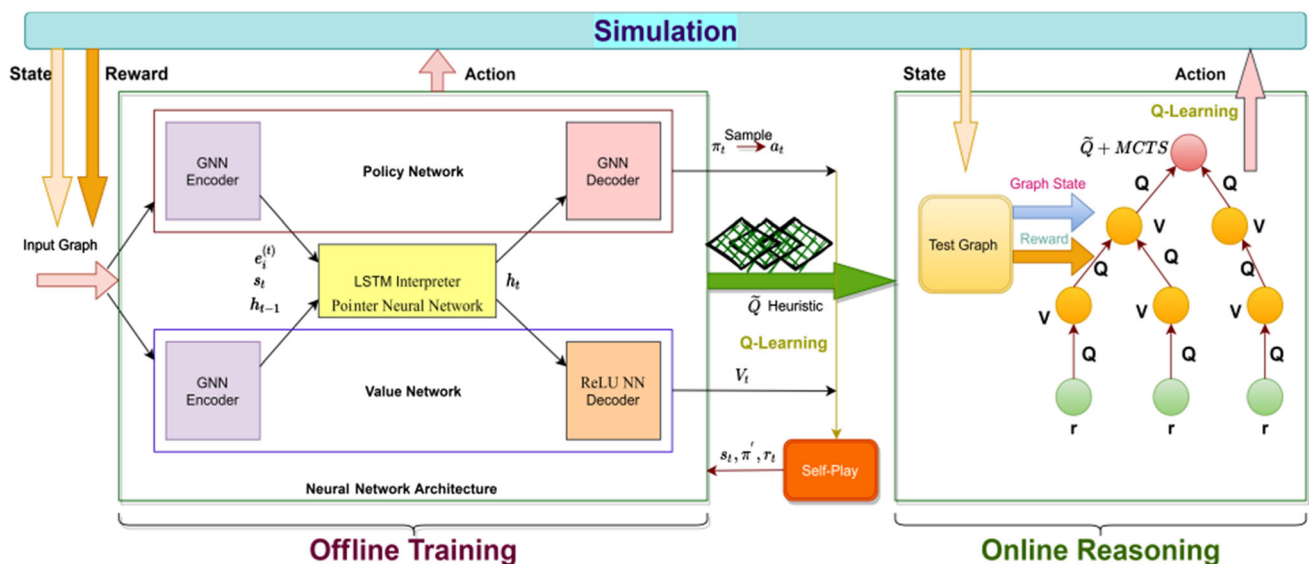 Simulation
State
Reward
Action
State
Action
Input Graph
GNN
Encoder
Policy Network
GNN
Decoder
e_i^{(t)}
s_t
h_{t-1}
LSTM Interpreter
Pointer Neural Network
h_t
GNN
Encoder
Value Network
ReLU NN
Decoder
Neural Network Architecture
Sample
π_t → a_t
Q̃ Heuristic
Q-Learning
V_t
s_t, π′, r_t
Self-Play
Q-Learning
Q̃ + MCTS
Graph State
Test Graph
Reward
Q Q
V V
Q Q Q
V V V
Q Q Q
r r r
Offline Training
Online Reasoning